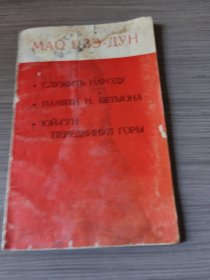 МАО ЦЗЭ-ДУН
• СЛУЖИТЬ НАРОДУ
• ПАМЯТИ Н. БЕТЬЮНА
• ЮЙ-ГУН
ПЕРЕДВИНУЛ ГОРЫ